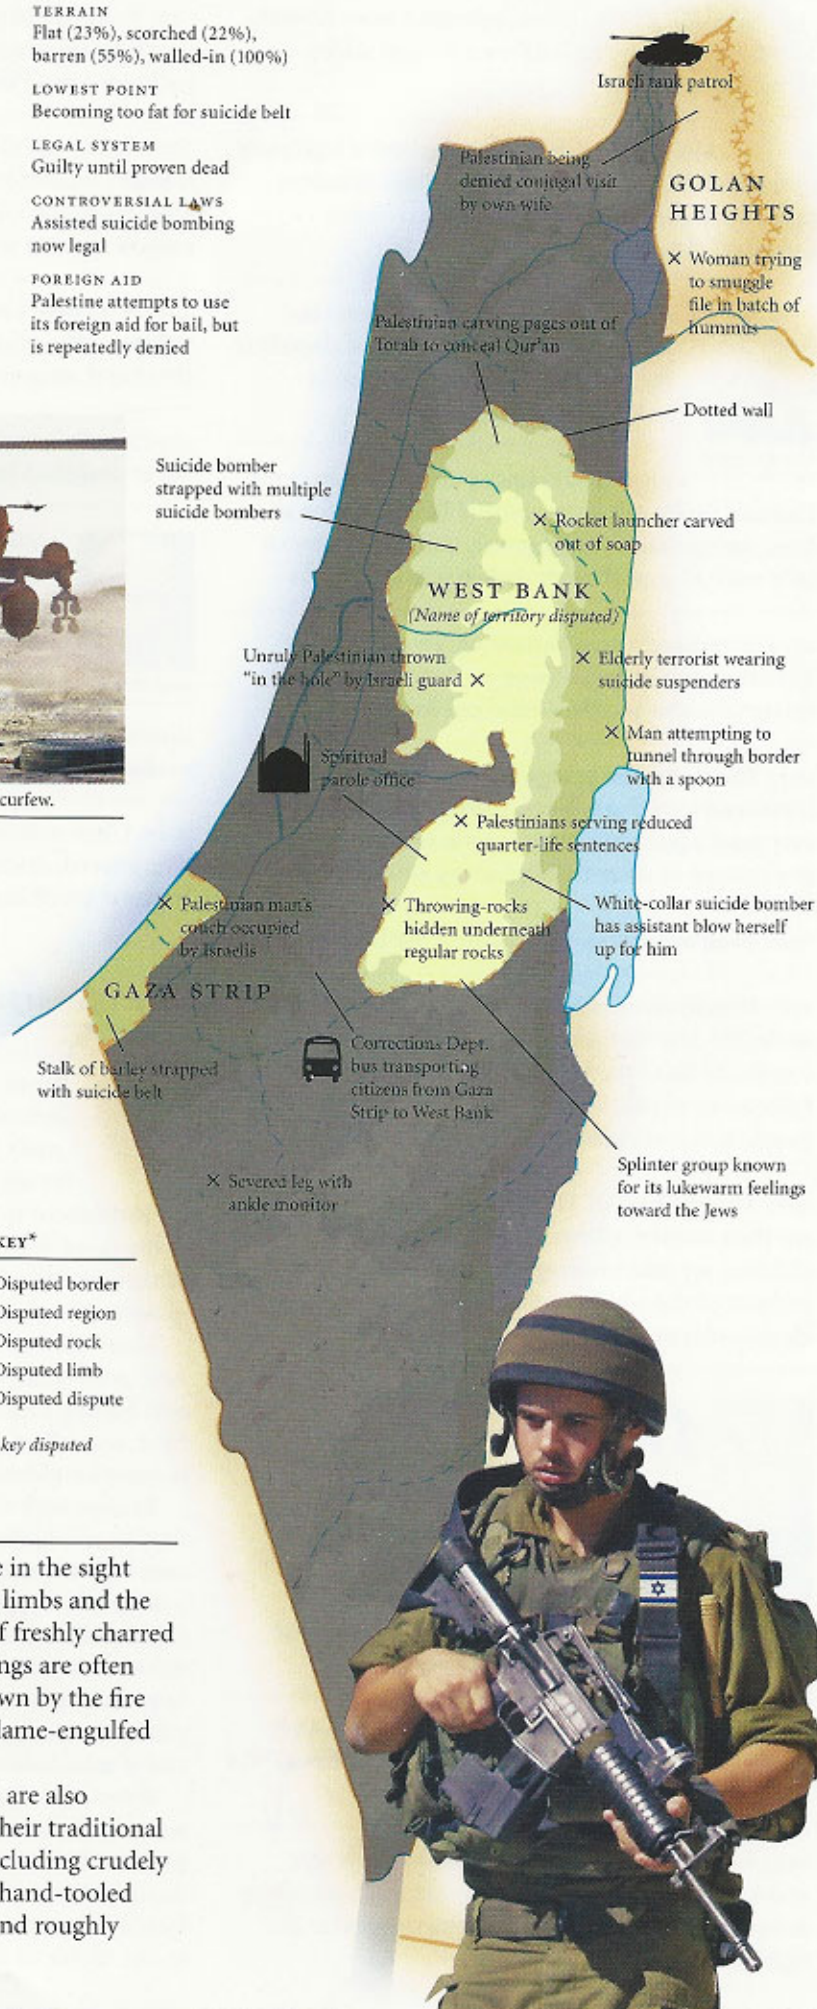 TERRAIN
Flat (23%), scorched (22%),
barren (55%), walled-in (100%)
LOWEST POINT
Becoming too fat for suicide belt
LEGAL SYSTEM
Guilty until proven dead
CONTROVERSIAL LAWS
Assisted suicide bombing
now legal
FOREIGN AID
Palestine attempts to use
its foreign aid for bail, but
is repeatedly denied
Israeli tank patrol
Palestinian being
denied conjugal visit
by own wife
GOLAN
HEIGHTS
× Woman trying
to smuggle
file in batch of
hummus
Palestinian carving pages out of
Torah to conceal Qur'an
Dotted wall
Suicide bomber
strapped with multiple
suicide bombers
× Rocket launcher carved
out of soap
WEST BANK
(Name of territory disputed)
Unruly Palestinian thrown
"in the hole" by Israeli guard ×
× Elderly terrorist wearing
suicide suspenders
× Man attempting to
tunnel through border
with a spoon
Spiritual
parole office
curfew.
× Palestinians serving reduced
quarter-life sentences
× Palestinian man's
couch occupied
by Israelis
× Throwing-rocks
hidden underneath
regular rocks
White-collar suicide bomber
has assistant blow herself
up for him
GAZA STRIP
Stalk of barley strapped
with suicide belt
Corrections Dept.
bus transporting
citizens from Gaza
Strip to West Bank
× Severed leg with
ankle monitor
Splinter group known
for its lukewarm feelings
toward the Jews
KEY*
Disputed border
Disputed region
Disputed rock
Disputed limb
Disputed dispute
key disputed
in the sight
limbs and the
freshly charred
are often
by the fire

are also
traditional
crudely
hand-tooled
roughly